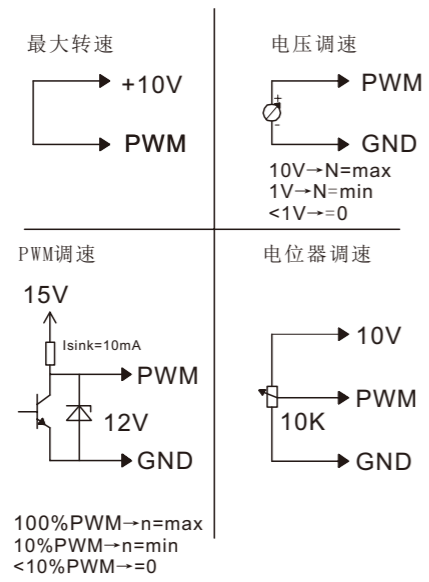 最大转速
+10V
PWM
电压调速
PWM
+
-
GND
10V→N=max
1V→N=min
<1V→=0
PWM调速
15V
Isink=10mA
PWM
12V
GND
100%PWM→n=max
10%PWM→n=min
<10%PWM→=0
电位器调速
10V
PWM
10K
GND